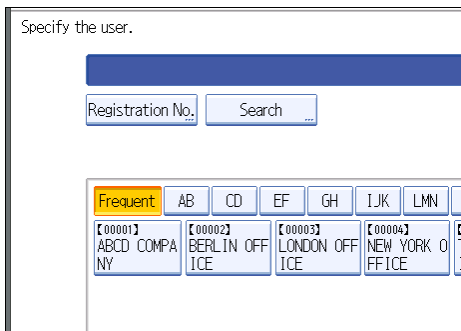 Specify the user.
Registration No. Search
Frequent AB CD EF GH IJK LMN
【00001】 【00002】 【00003】 【00004】
ABCD COMPA BERLIN OFF LONDON OFF NEW YORK O
NY ICE ICE FFICE